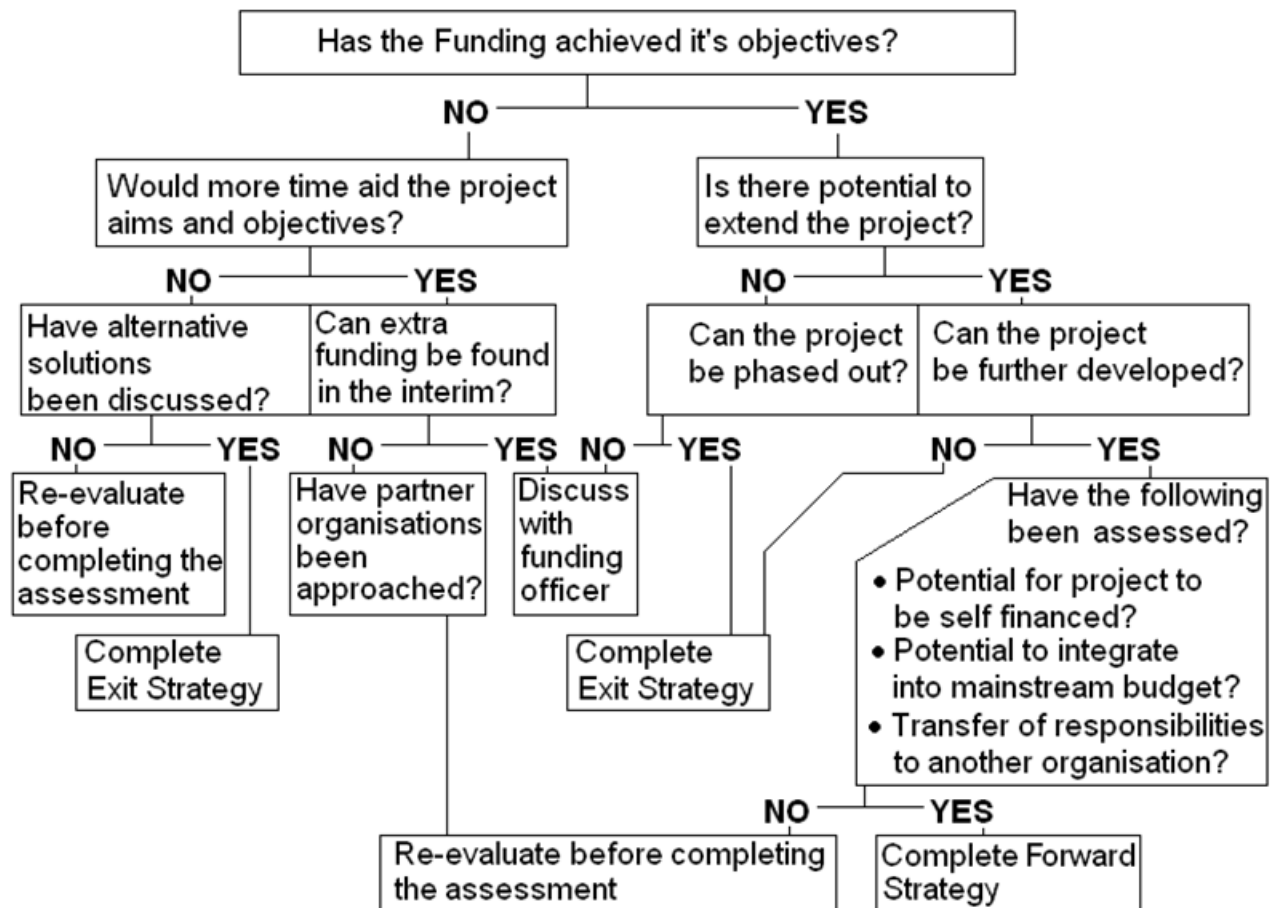 Has the Funding achieved it's objectives?
NO
YES
Would more time aid the project
aims and objectives?
Is there potential to
extend the project?
NO
YES
NO
YES
Have alternative
solutions
been discussed?
Can extra
funding be found
in the interim?
Can the project
be phased out?
Can the project
be further developed?
NO
YES
NO
YES
NO
YES
NO
YES
Re-evaluate
before
completing the
assessment
Have partner
organisations
been
approached?
Discuss
with
funding
officer
Have the following
been assessed?
• Potential for project to
be self financed?
• Potential to integrate
into mainstream budget?
• Transfer of responsibilities
to another organisation?
Complete
Exit Strategy
Complete
Exit Strategy
NO
YES
Re-evaluate before completing
the assessment
Complete Forward
Strategy